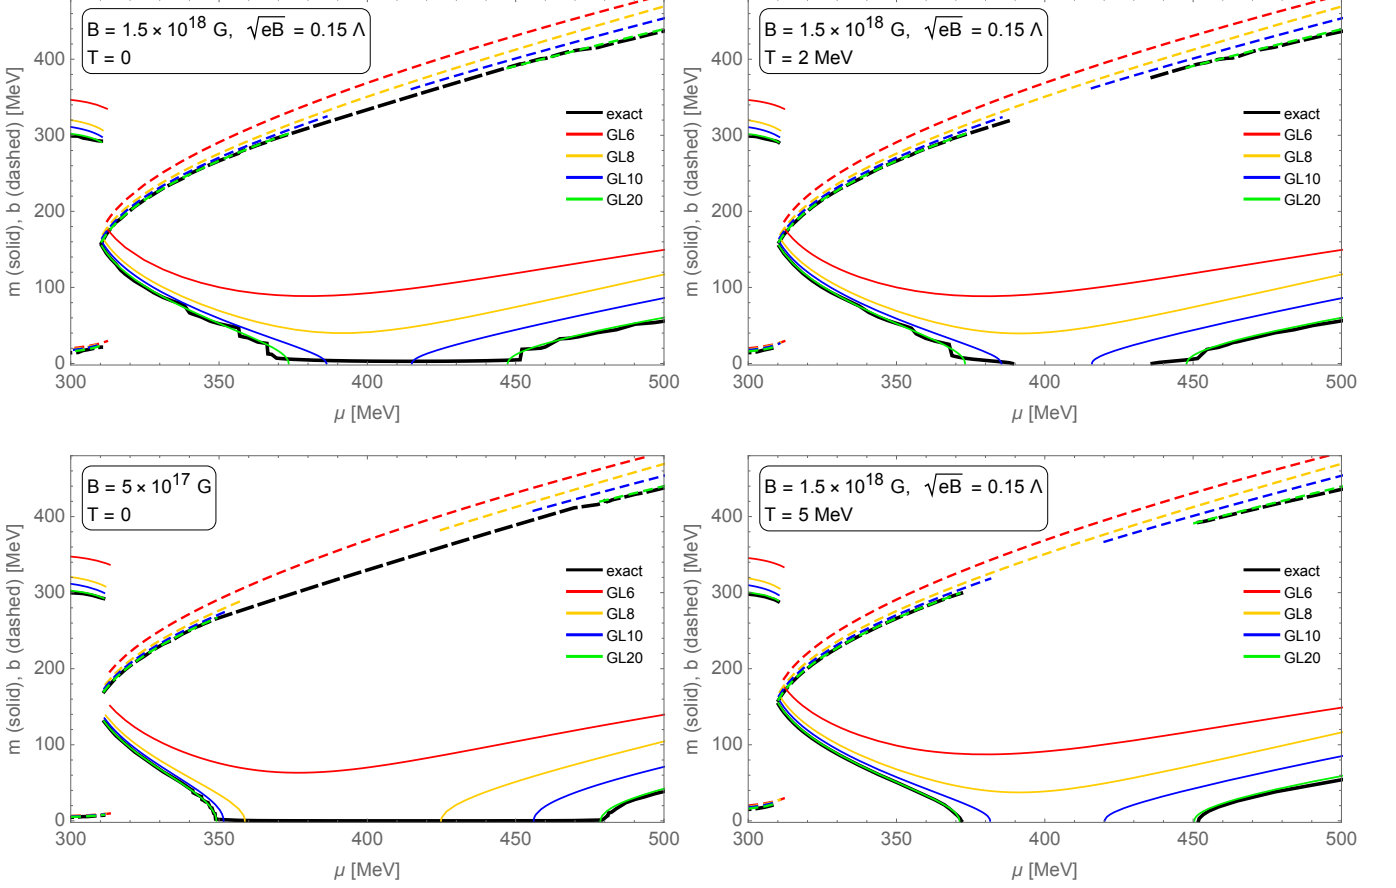 B = 1.5 × 10^18 G, √eB = 0.15 Λ
T = 0
exact
GL6
GL8
GL10
GL20
m (solid), b (dashed) [MeV]
400
300
200
100
0
300
350
400
450
500
μ [MeV]
B = 1.5 × 10^18 G, √eB = 0.15 Λ
T = 2 MeV
exact
GL6
GL8
GL10
GL20
m (solid), b (dashed) [MeV]
400
300
200
100
0
300
350
400
450
500
μ [MeV]
B = 5 × 10^17 G
T = 0
exact
GL6
GL8
GL10
GL20
m (solid), b (dashed) [MeV]
400
300
200
100
0
300
350
400
450
500
μ [MeV]
B = 1.5 × 10^18 G, √eB = 0.15 Λ
T = 5 MeV
exact
GL6
GL8
GL10
GL20
m (solid), b (dashed) [MeV]
400
300
200
100
0
300
350
400
450
500
μ [MeV]